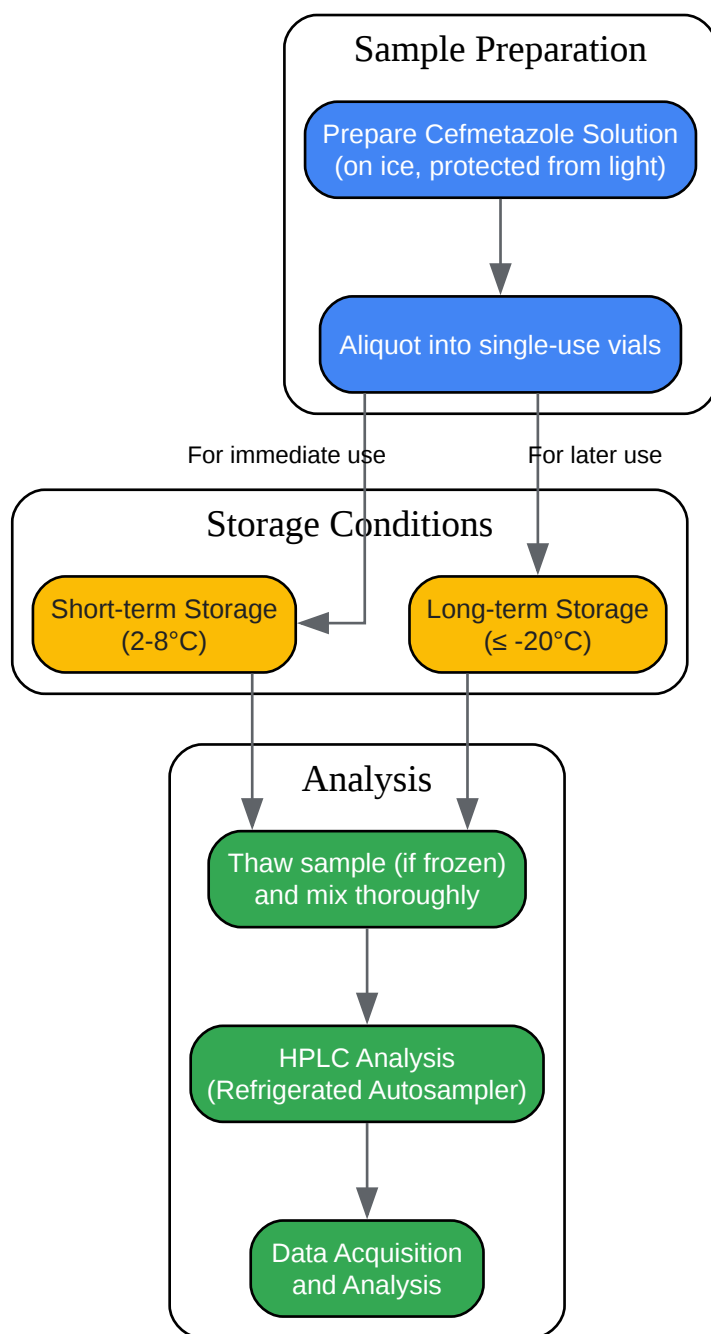 Sample Preparation
Prepare Cefmetazole Solution
(on ice, protected from light)
Aliquot into single-use vials
For immediate use
For later use
Storage Conditions
Short-term Storage
(2-8°C)
Long-term Storage
(≤ -20°C)
Analysis
Thaw sample (if frozen)
and mix thoroughly
HPLC Analysis
(Refrigerated Autosampler)
Data Acquisition
and Analysis